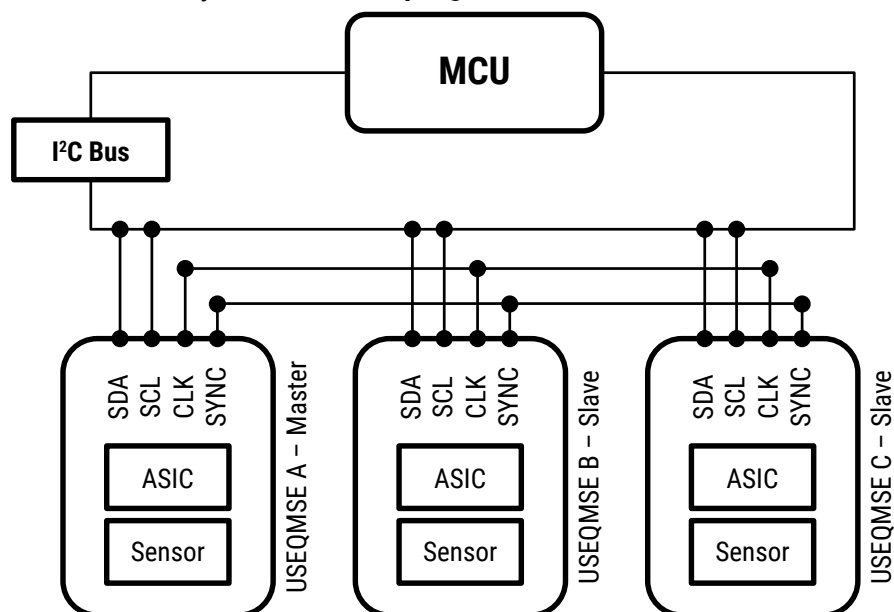 MCU
I²C Bus
SDA
SCL
CLK
SYNC
ASIC
Sensor
USEQMSE A – Master
SDA
SCL
CLK
SYNC
ASIC
Sensor
USEQMSE B – Slave
SDA
SCL
CLK
SYNC
ASIC
Sensor
USEQMSE C – Slave